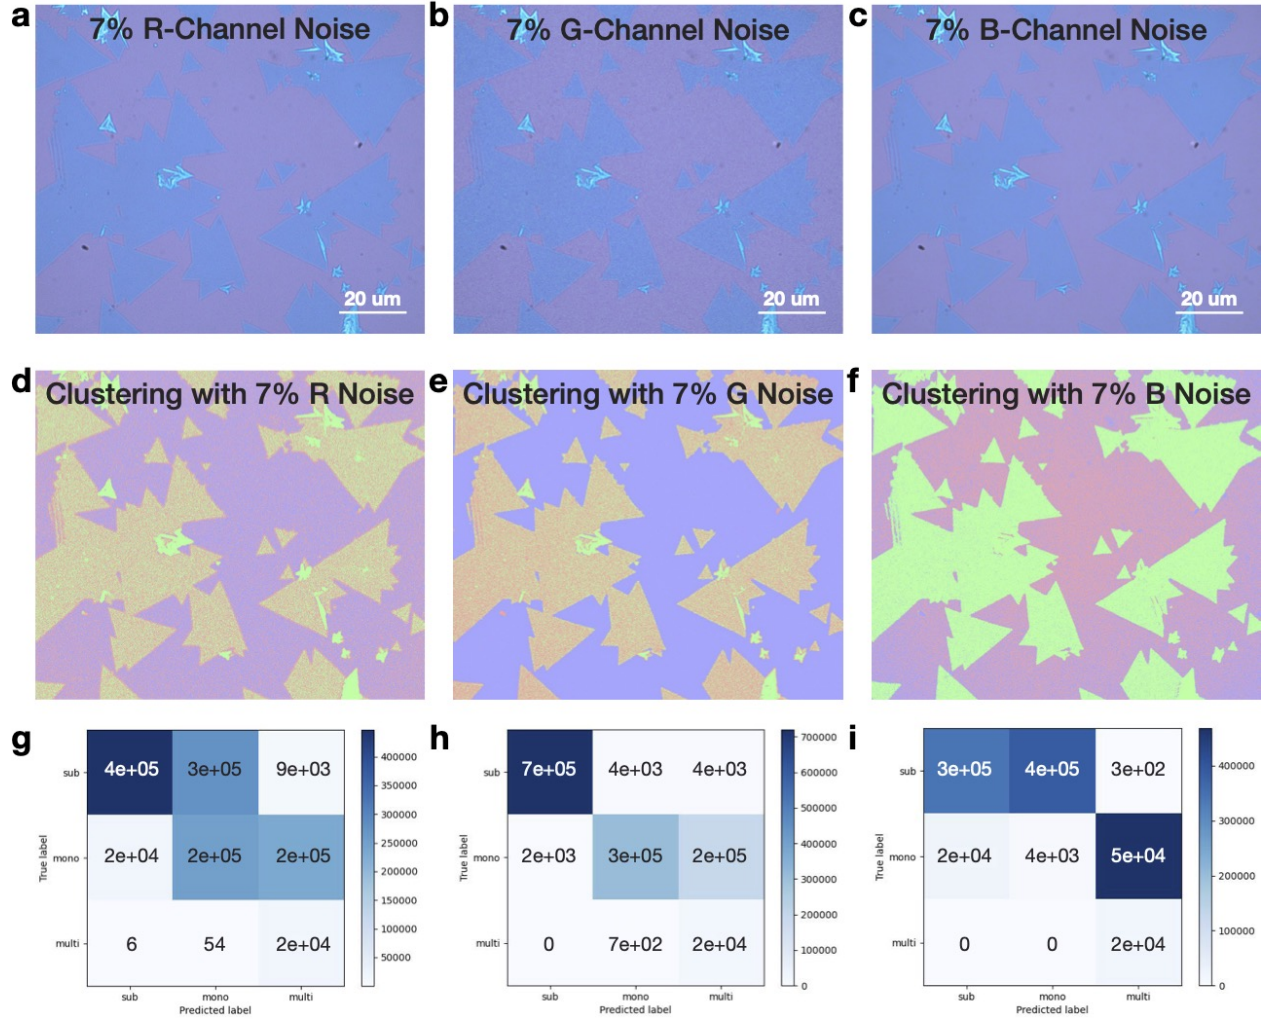 a
7% R-Channel Noise
20 um
b
7% G-Channel Noise
20 um
c
7% B-Channel Noise
20 um
d
Clustering with 7% R Noise
e
Clustering with 7% G Noise
f
Clustering with 7% B Noise
g
True label
sub
mono
multi
4e+05 3e+05 9e+03
2e+04 2e+05 2e+05
6 54 2e+04
sub mono multi
Predicted label
400000
350000
300000
250000
200000
150000
100000
50000
h
True label
sub
mono
multi
7e+05 4e+03 4e+03
2e+03 3e+05 2e+05
0 7e+02 2e+04
sub mono multi
Predicted label
700000
600000
500000
400000
300000
200000
100000
0
i
True label
sub
mono
multi
3e+05 4e+05 3e+02
2e+04 4e+03 5e+04
0 0 2e+04
sub mono multi
Predicted label
400000
300000
200000
100000
0